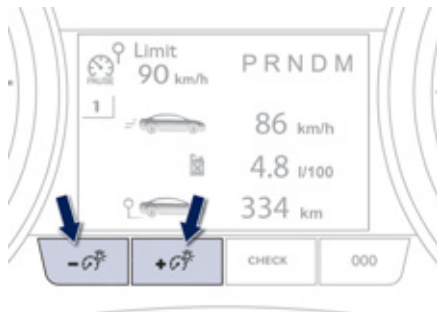 Limit
90 km/h
PRNDM
PAUSE
1
86 km/h
4.8 l/100
334 km
-
+
CHECK
000